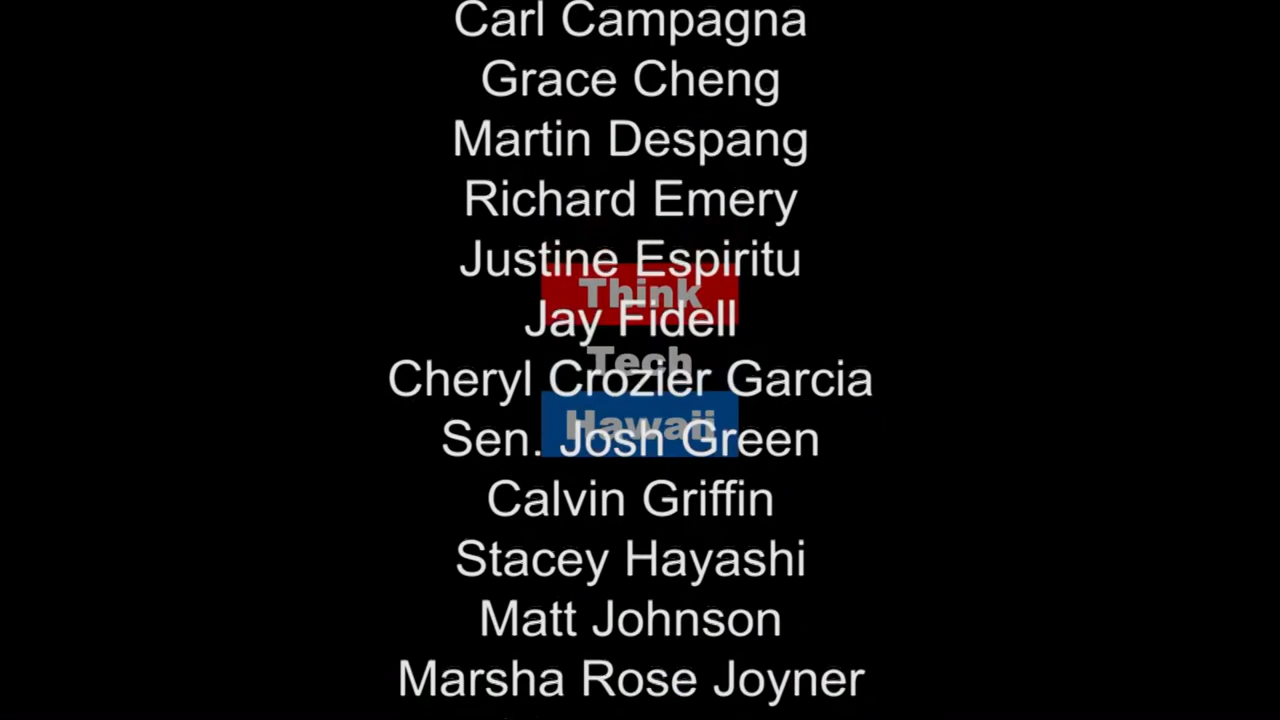 Carl Campagna
Grace Cheng
Martin Despang
Richard Emery
Justine Espiritu
Think
Jay Fidell
Tech
Cheryl Crozier Garcia
Hawaii
Sen. Josh Green
Calvin Griffin
Stacey Hayashi
Matt Johnson
Marsha Rose Joyner